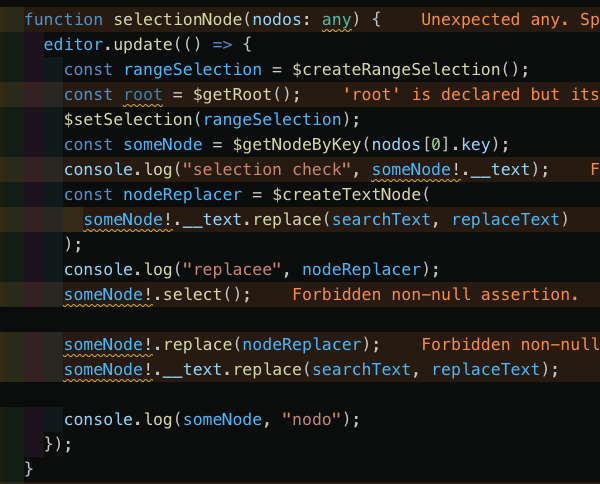 function selectionNode(nodos: any) {    Unexpected any. Sp
editor.update(() => {
const rangeSelection = $createRangeSelection();
const root = $getRoot();    'root' is declared but its
$setSelection(rangeSelection);
const someNode = $getNodeByKey(nodos[0].key);
console.log("selection check", someNode!.__text);    F
const nodeReplacer = $createTextNode(
someNode!.__text.replace(searchText, replaceText)
);
console.log("replacee", nodeReplacer);
someNode!.select();    Forbidden non-null assertion.
someNode!.replace(nodeReplacer);    Forbidden non-null
someNode!.__text.replace(searchText, replaceText);
console.log(someNode, "nodo");
});
}